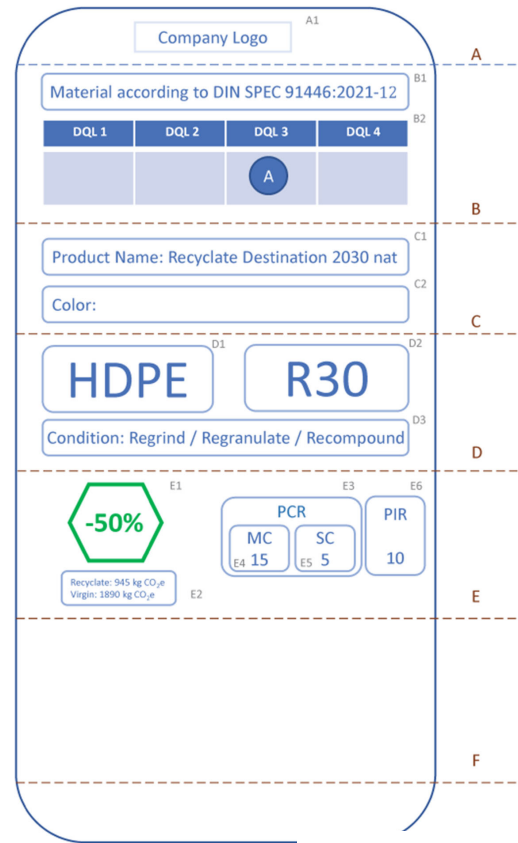 Company Logo A1
A
Material according to DIN SPEC 91446:2021-12 B1
B2
DQL 1 DQL 2 DQL 3 DQL 4
A
B
Product Name: Recyclate Destination 2030 nat C1
Color: C2
C
HDPE D1 R30 D2
Condition: Regrind / Regranulate / Recompound D3
D
E1 E3 E6
-50% PCR PIR
MC SC
E4 15 E5 5 10
Recyclate: 945 kg CO₂e
Virgin: 1890 kg CO₂e E2
E
F